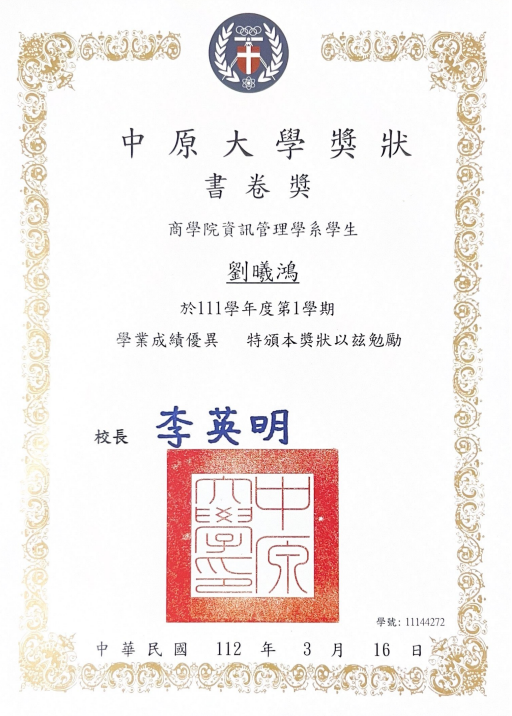 中原大學獎狀
書卷獎
商學院資訊管理學系學生
劉曦鴻
於111學年度第1學期
學業成績優異 特頒本獎狀以茲勉勵
校長 李英明
中原
大學印
學號: 11144272
中華民國 112 年 3 月 16 日